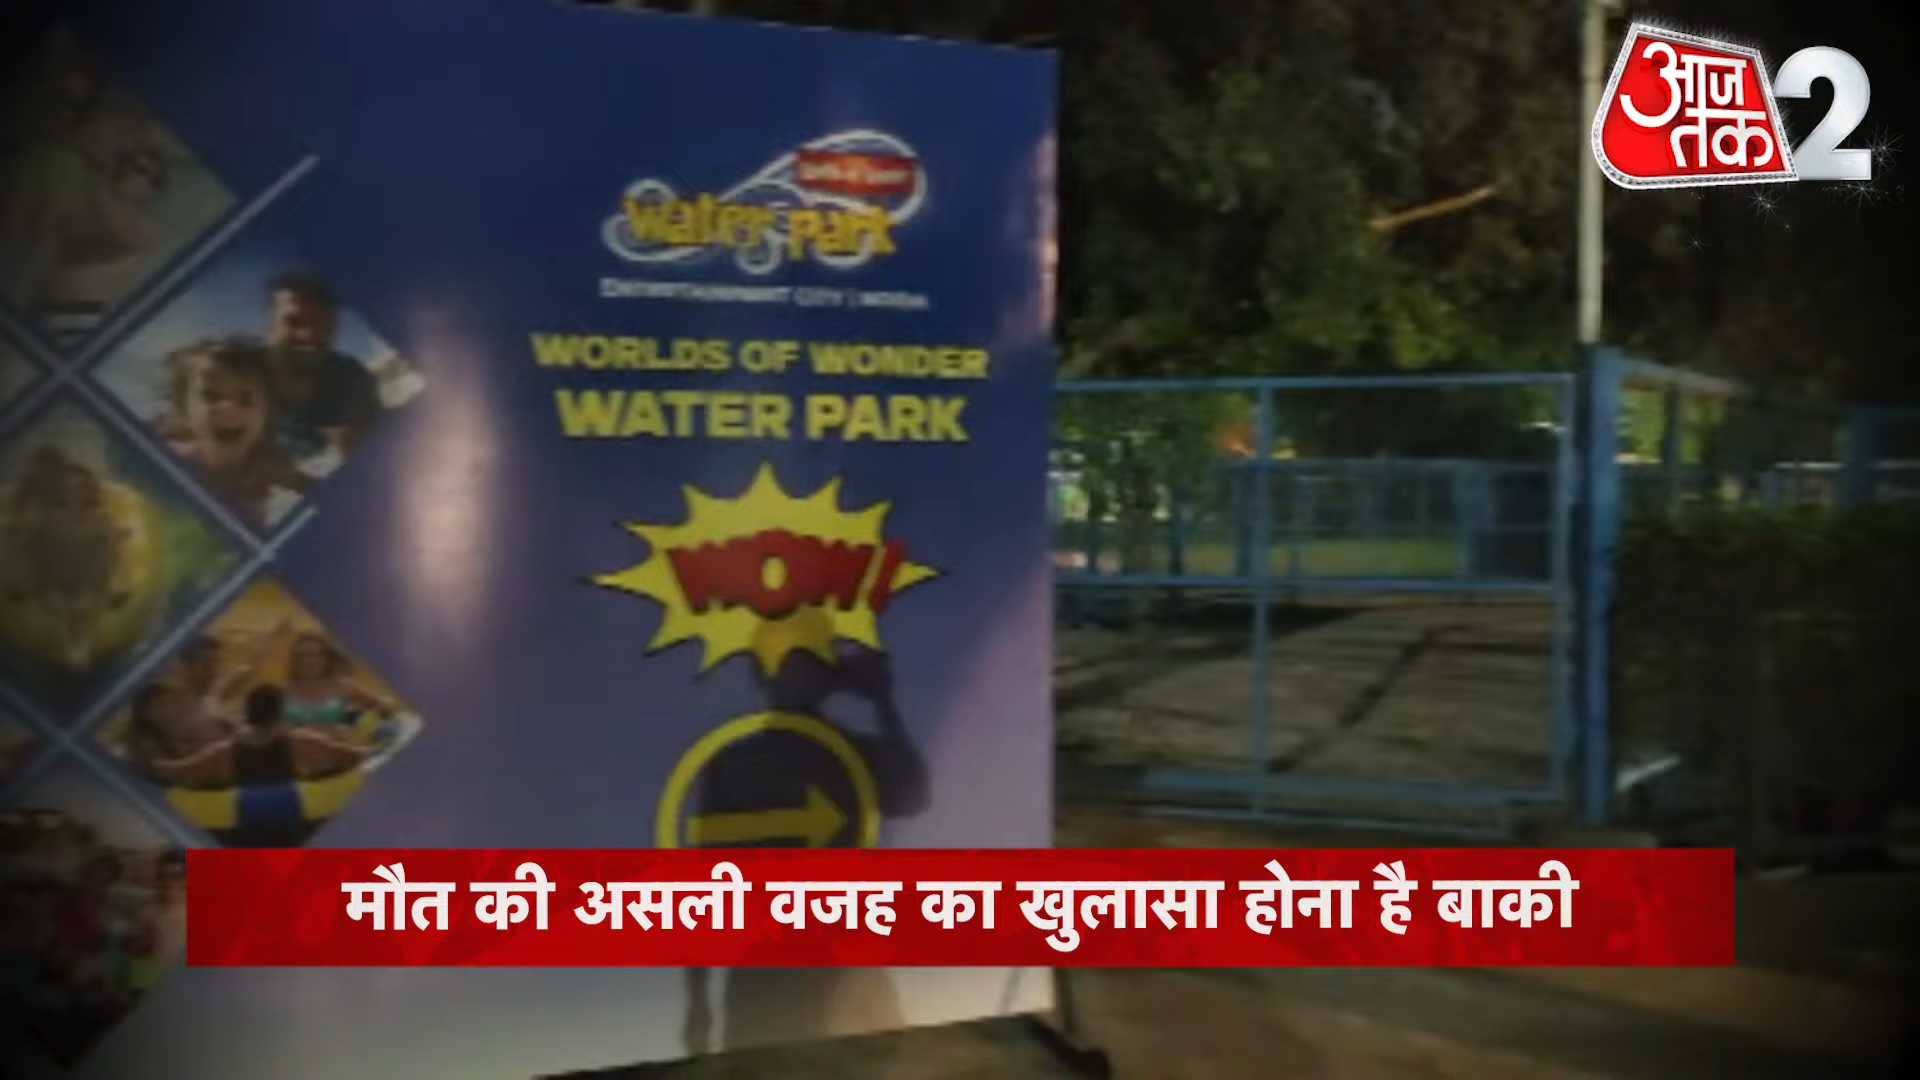 आज
तक 2
Water Park
ENTERTAINMENT CITY | NOIDA
WORLDS OF WONDER
WATER PARK
WOW!
मौत की असली वजह का खुलासा होना है बाकी